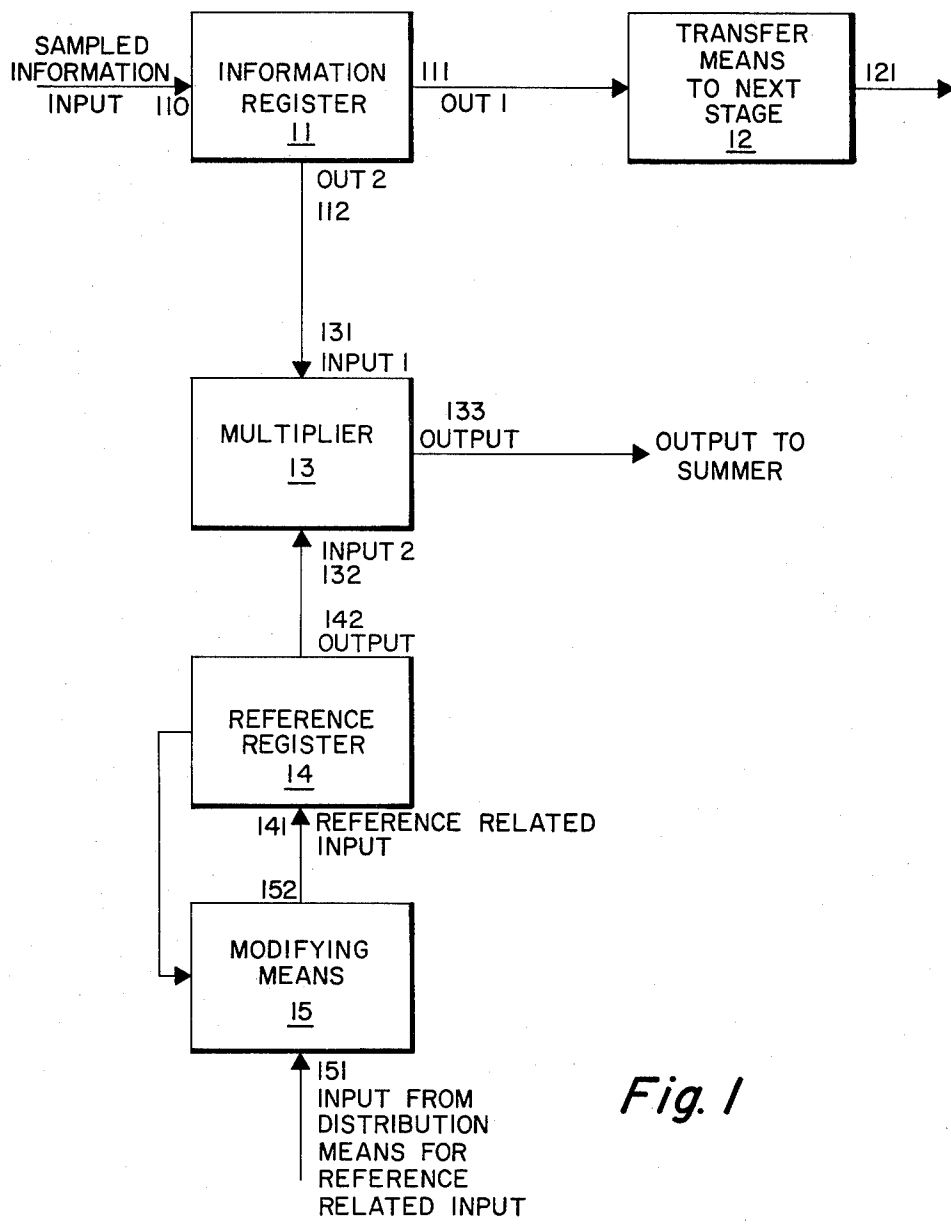 SAMPLED
INFORMATION
INPUT
110
INFORMATION
REGISTER
11
111
OUT 1
TRANSFER
MEANS
TO NEXT
STAGE
12
121
OUT 2
112
131
INPUT 1
MULTIPLIER
13
133
OUTPUT
OUTPUT TO
SUMMER
INPUT 2
132
142
OUTPUT
REFERENCE
REGISTER
14
141
REFERENCE RELATED
INPUT
152
MODIFYING
MEANS
15
151
INPUT FROM
DISTRIBUTION
MEANS FOR
REFERENCE
RELATED INPUT
Fig. 1